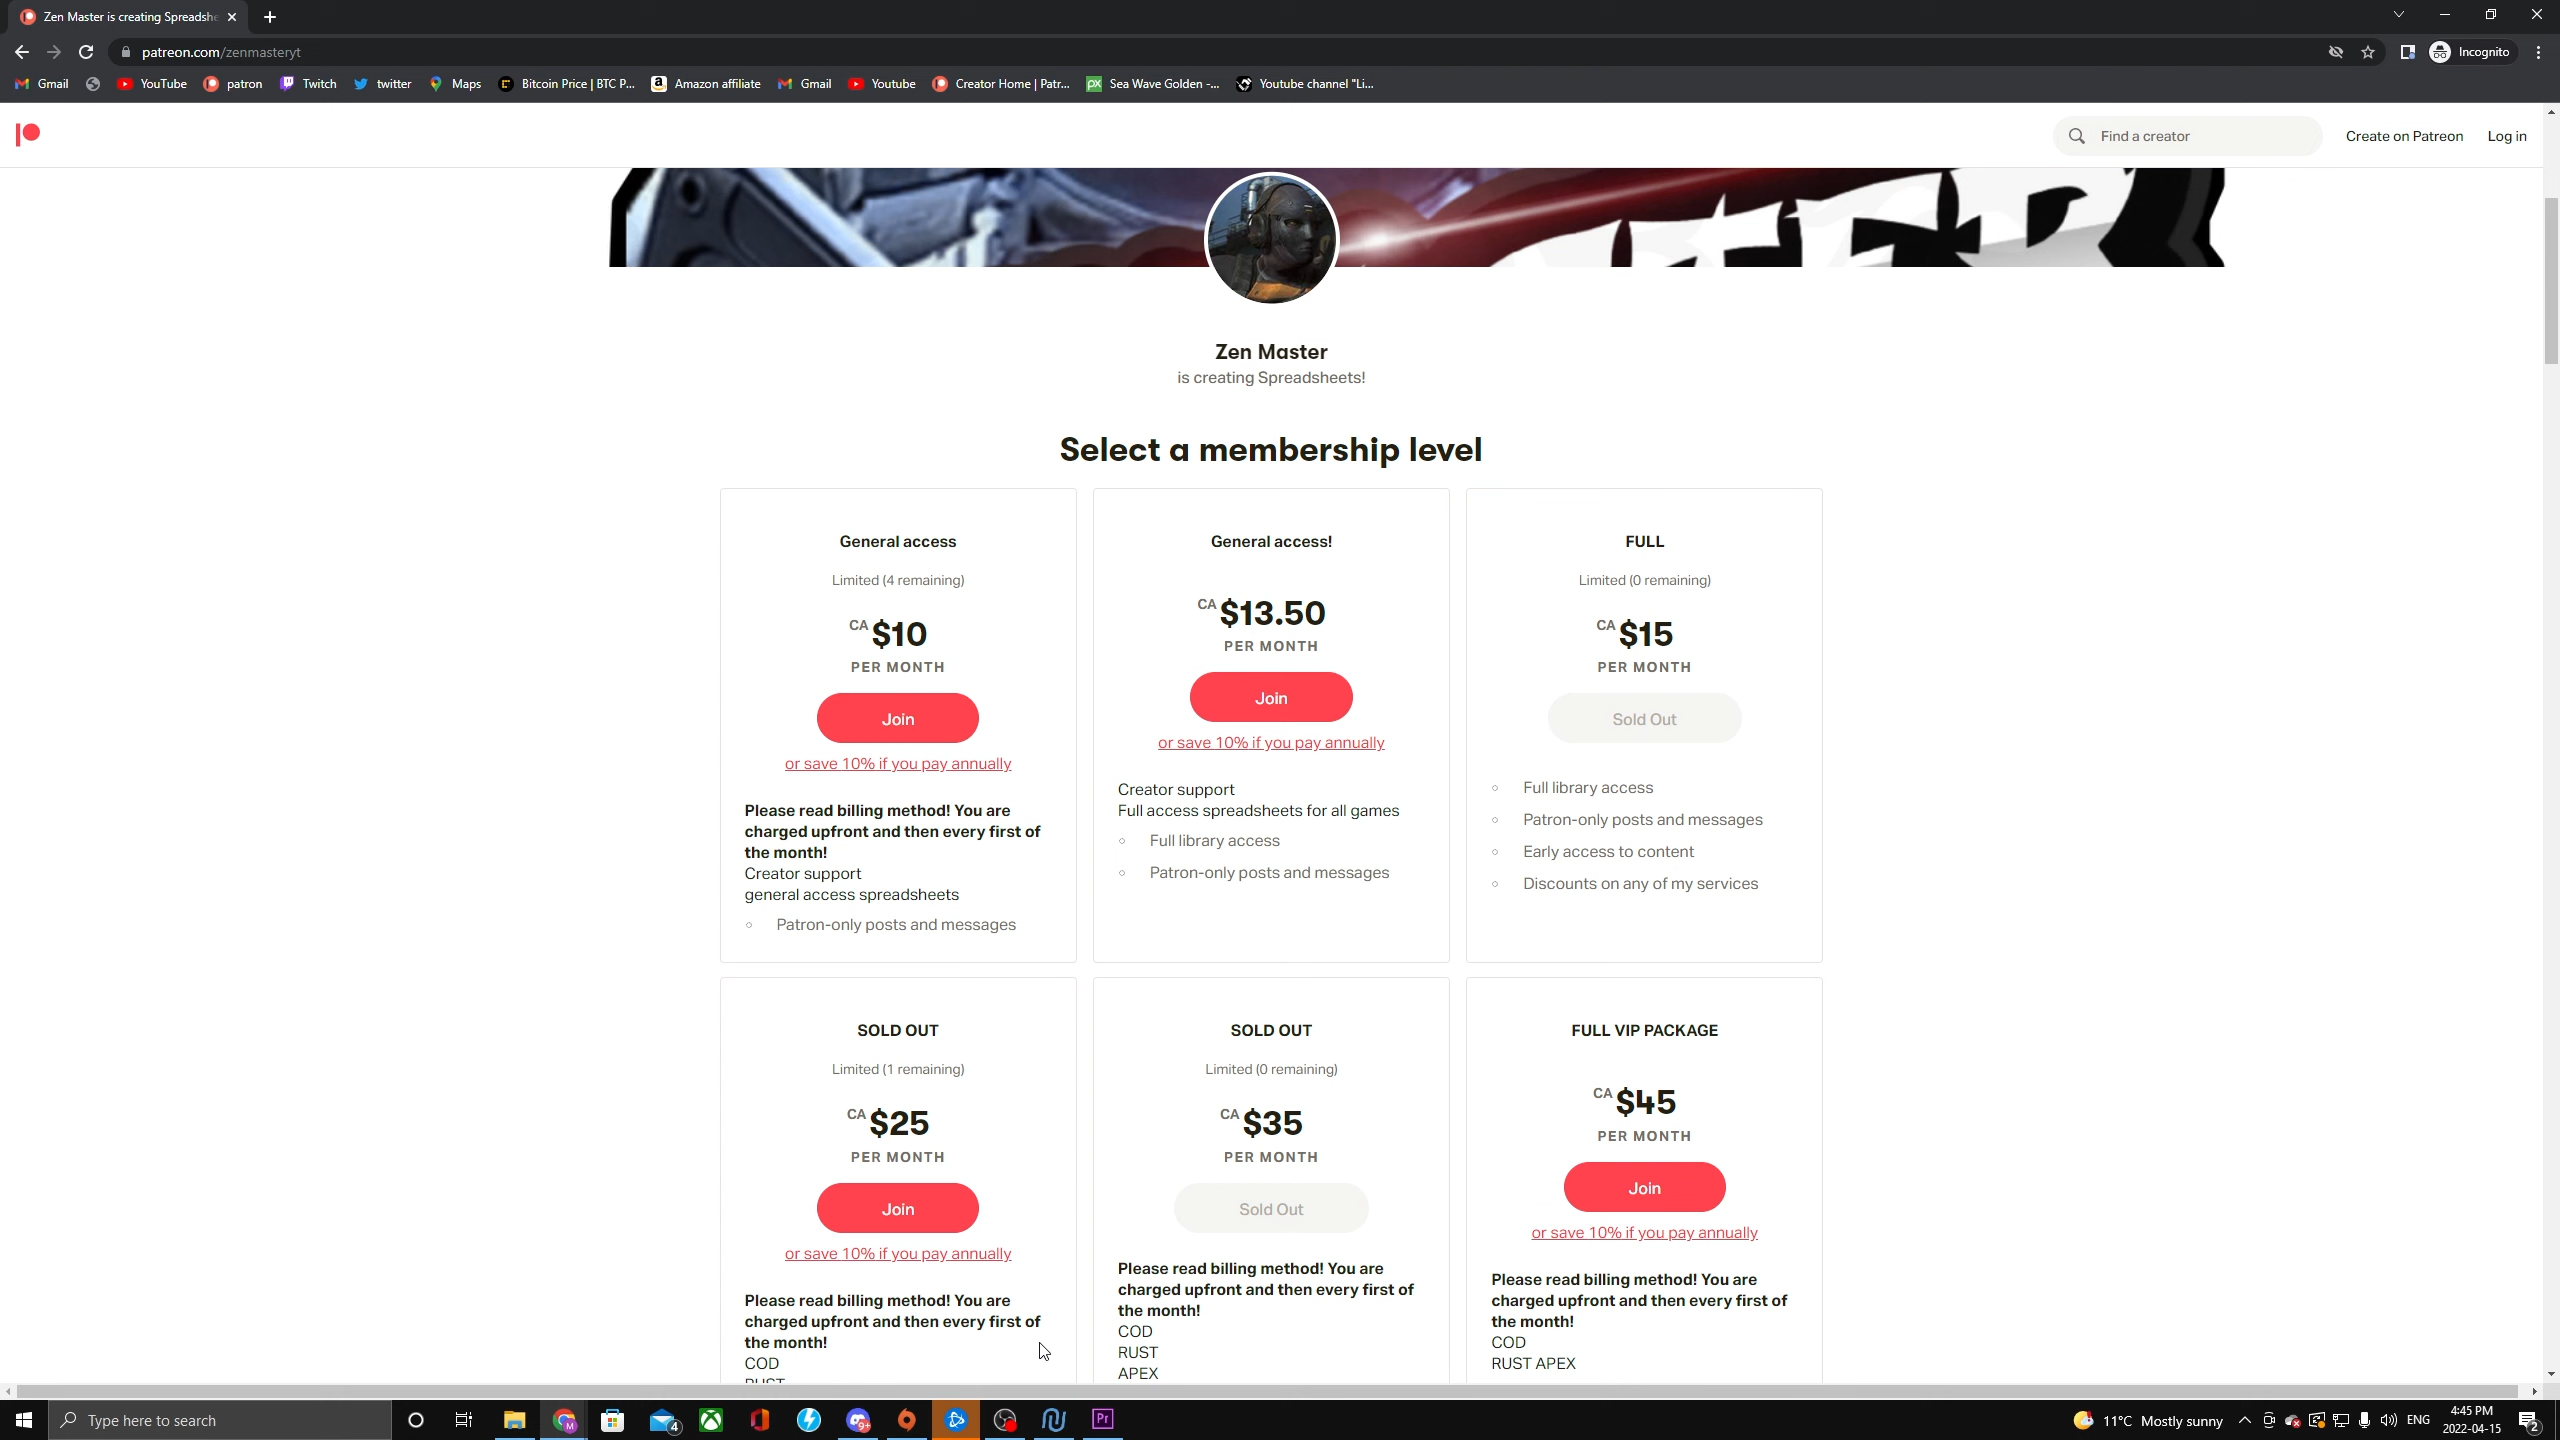 Zen Master is creating Spreadshe
patreon.com/zenmasteryt
Incognito
Gmail
YouTube
patron
Twitch
twitter
Maps
Bitcoin Price | BTC P...
Amazon affiliate
Gmail
Youtube
Creator Home | Patr...
Sea Wave Golden -...
Youtube channel "Li...
Find a creator
Create on Patreon
Log in
Zen Master
is creating Spreadsheets!
Select a membership level
General access
Limited (4 remaining)
CA $10
PER MONTH
Join
or save 10% if you pay annually
Please read billing method! You are
charged upfront and then every first of
the month!
Creator support
general access spreadsheets
Patron-only posts and messages
General access!
CA $13.50
PER MONTH
Join
or save 10% if you pay annually
Creator support
Full access spreadsheets for all games
Full library access
Patron-only posts and messages
FULL
Limited (0 remaining)
CA $15
PER MONTH
Sold Out
Full library access
Patron-only posts and messages
Early access to content
Discounts on any of my services
SOLD OUT
Limited (1 remaining)
CA $25
PER MONTH
Join
or save 10% if you pay annually
Please read billing method! You are
charged upfront and then every first of
the month!
COD
RUST
SOLD OUT
Limited (0 remaining)
CA $35
PER MONTH
Sold Out
Please read billing method! You are
charged upfront and then every first of
the month!
COD
RUST
APEX
FULL VIP PACKAGE
CA $45
PER MONTH
Join
or save 10% if you pay annually
Please read billing method! You are
charged upfront and then every first of
the month!
COD
RUST APEX
Type here to search
M
4
9+
Pr
11°C Mostly sunny
ENG
4:45 PM
2022-04-15
2